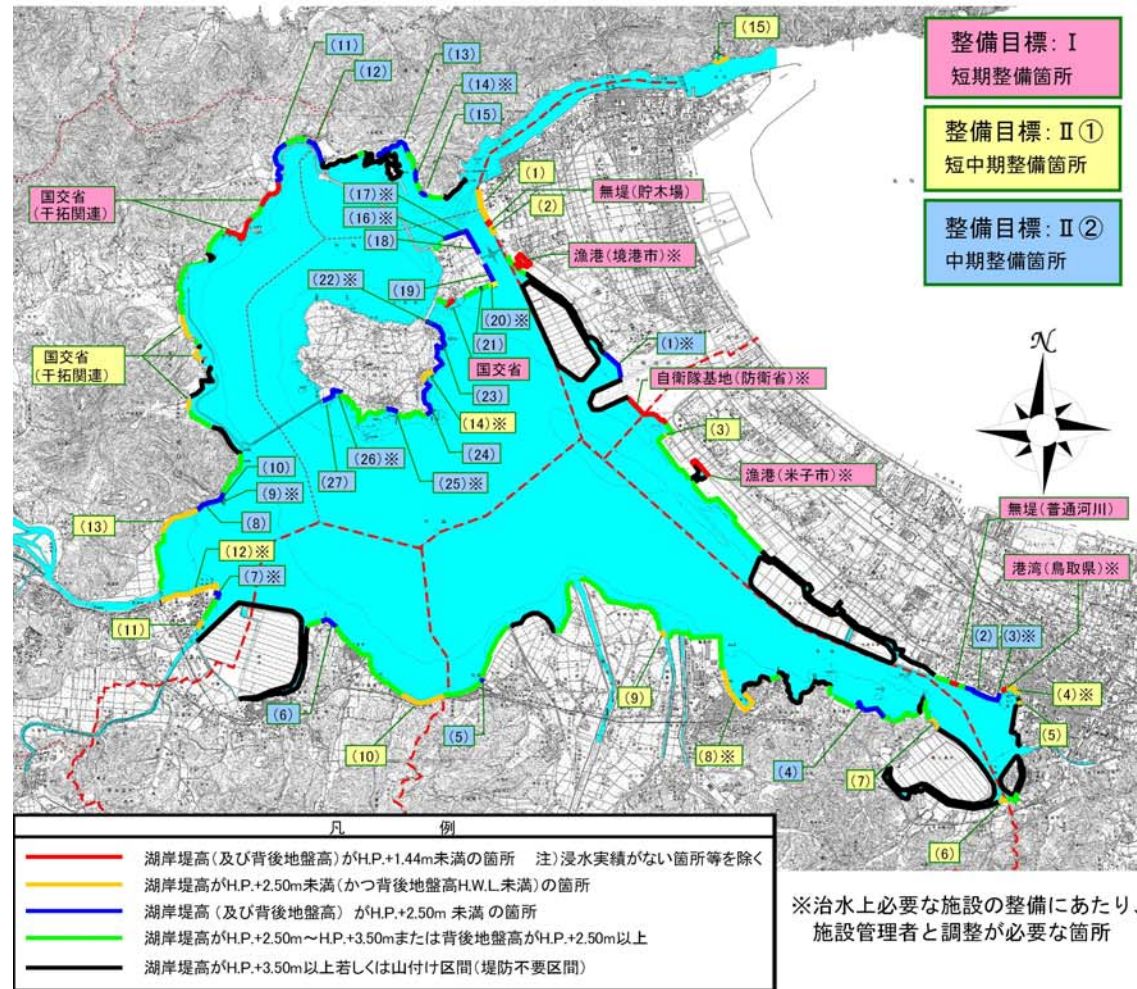 (15)
整備目標：Ⅰ
短期整備箇所
整備目標：Ⅱ①
短中期整備箇所
整備目標：Ⅱ②
中期整備箇所
(11)
(12)
(13)
(14)※
(15)
(1)
(2)
無堤(貯木場)
漁港(境港市)※
国交省
(干拓関連)
(17)※
(16)※
(18)
(22)※
(19)
(20)※
(21)
国交省
(23)
(14)※
(24)
(25)※
(26)※
(27)
国交省
(干拓関連)
(1)※
自衛隊基地(防衛省)※
(3)
漁港(米子市)※
N
無堤(普通河川)
港湾(鳥取県)※
(10)
(9)※
(8)
(13)
(12)※
(7)※
(11)
(6)
(10)
(5)
(9)
(8)※
(4)
(7)
(2)
(3)※
(4)※
(5)
(6)
凡 例
湖岸堤高(及び背後地盤高)がH.P.+1.44m未満の箇所 注)浸水実績がない箇所等を除く
湖岸堤高がH.P.+2.50m未満(かつ背後地盤高H.W.L.未満)の箇所
湖岸堤高(及び背後地盤高) がH.P.+2.50m 未満の箇所
湖岸堤高がH.P.+2.50m～H.P.+3.50mまたは背後地盤高がH.P.+2.50m以上
湖岸堤高がH.P.+3.50m以上若しくは山付け区間(堤防不要区間)
※治水上必要な施設の整備にあたり、
施設管理者と調整が必要な箇所